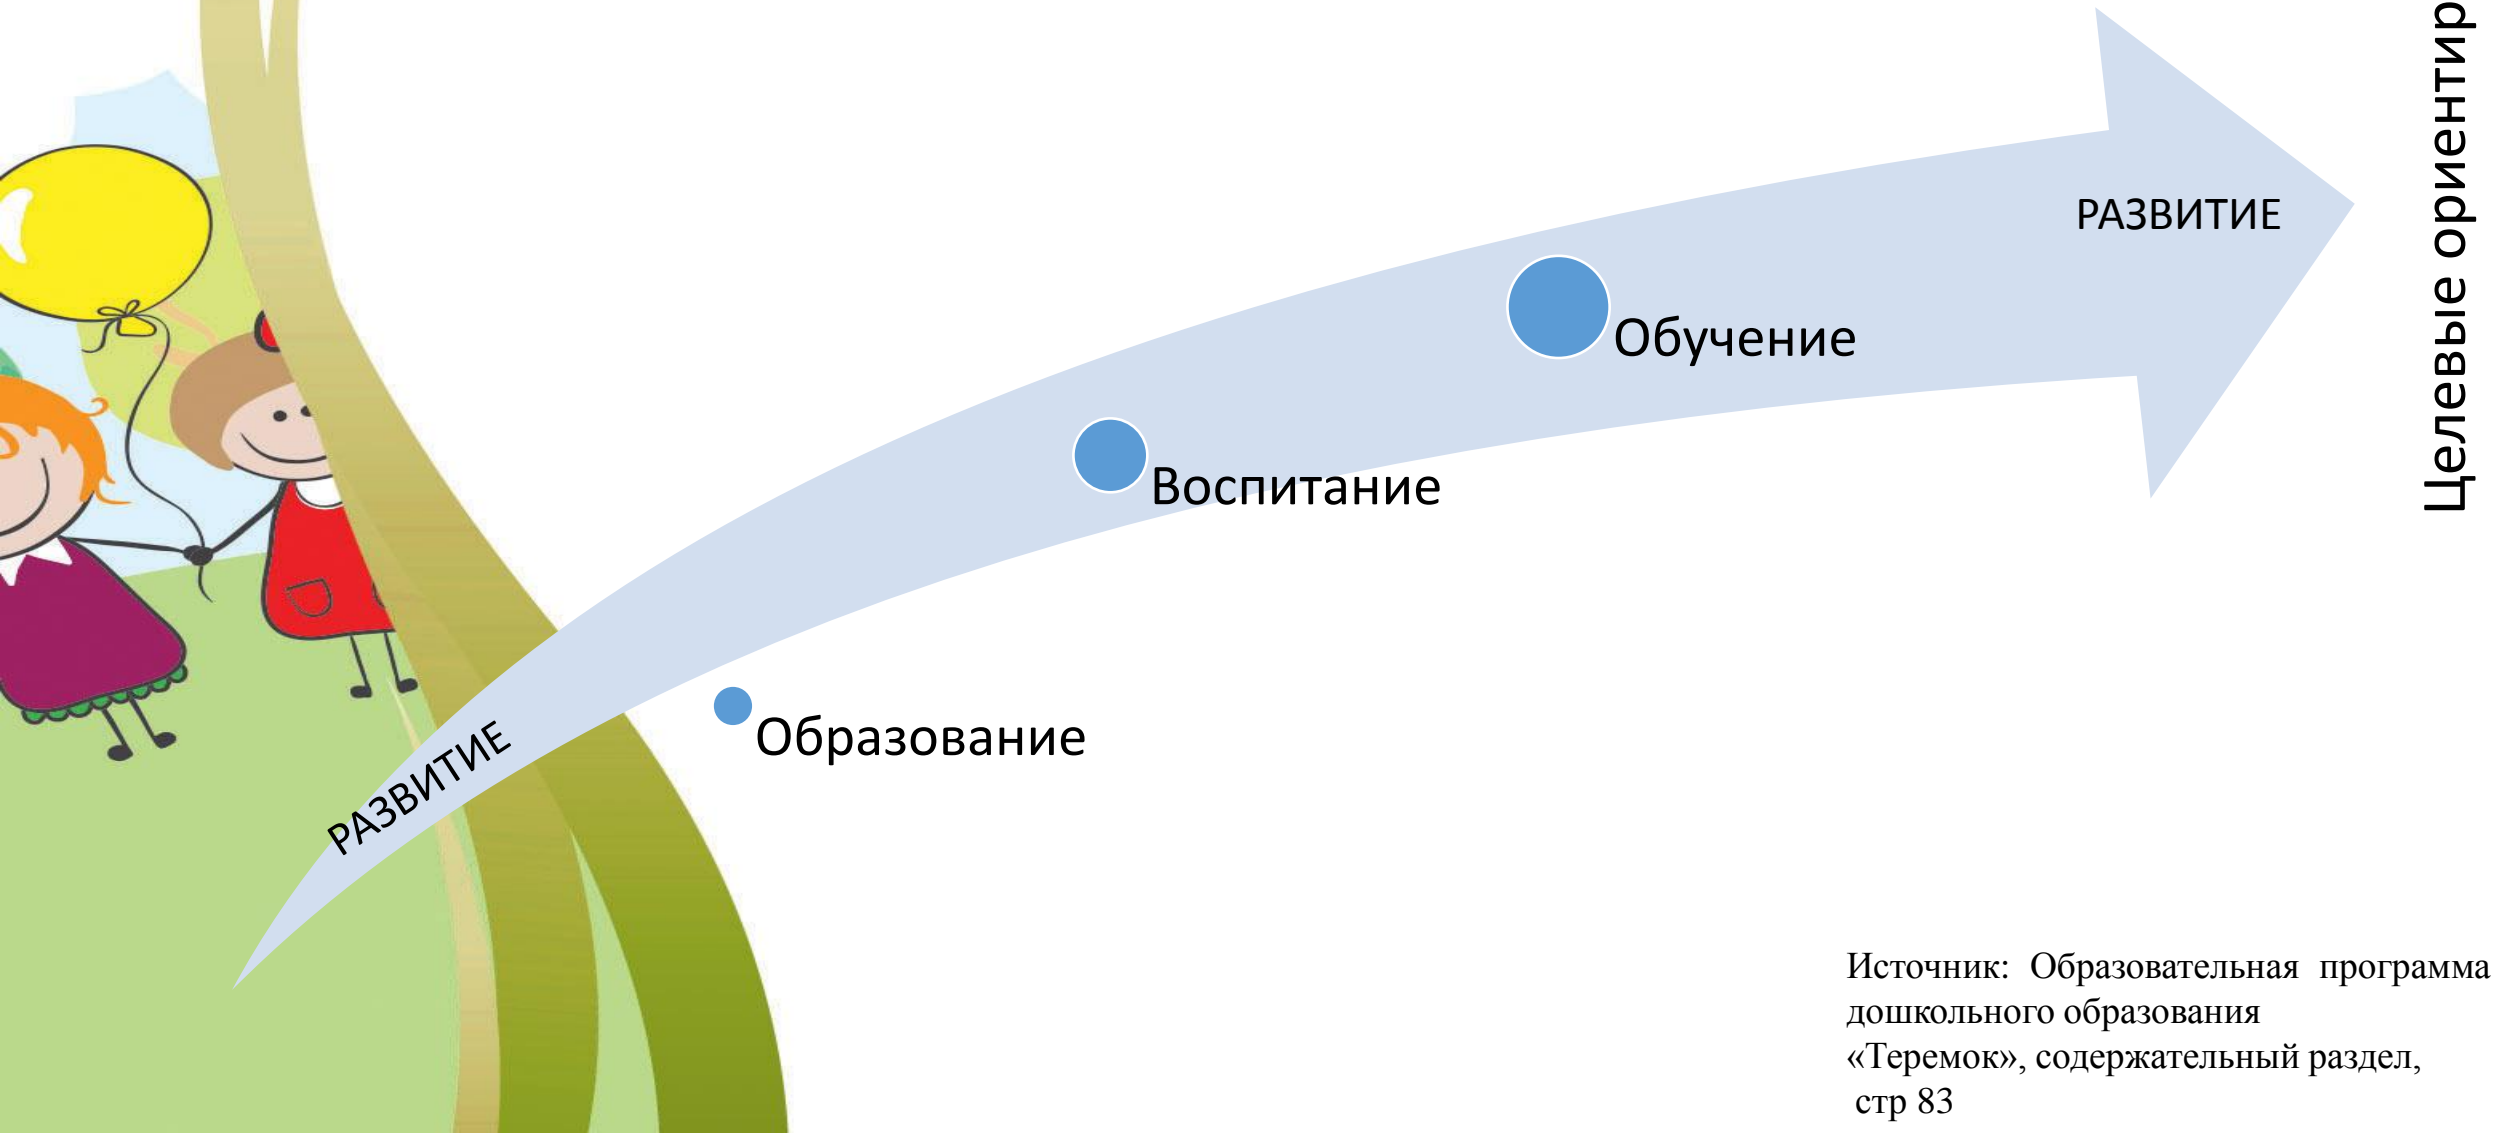 Целевые ориентир
РАЗВИТИЕ
Обучение
Воспитание
Образование
РАЗВИТИЕ
Источник: Образовательная программа
дошкольного образования
«Теремок», содержательный раздел,
стр 83